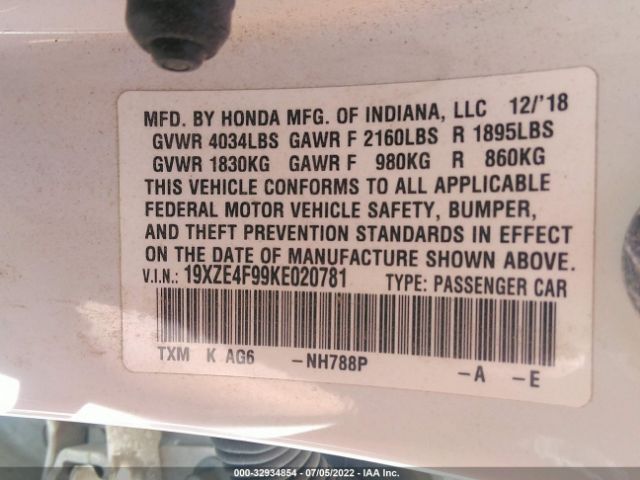 MFD. BY HONDA MFG. OF INDIANA, LLC 12/'18
GVWR 4034LBS GAWR F 2160LBS R 1895LBS
GVWR 1830KG GAWR F 980KG R 860KG
THIS VEHICLE CONFORMS TO ALL APPLICABLE
FEDERAL MOTOR VEHICLE SAFETY, BUMPER,
AND THEFT PREVENTION STANDARDS IN EFFECT
ON THE DATE OF MANUFACTURE SHOWN ABOVE.
V.I.N.: 19XZE4F99KE020781 TYPE: PASSENGER CAR
TXM K AG6 -NH788P -A -E
000-32934854 - 07/05/2022 - IAAI.COM